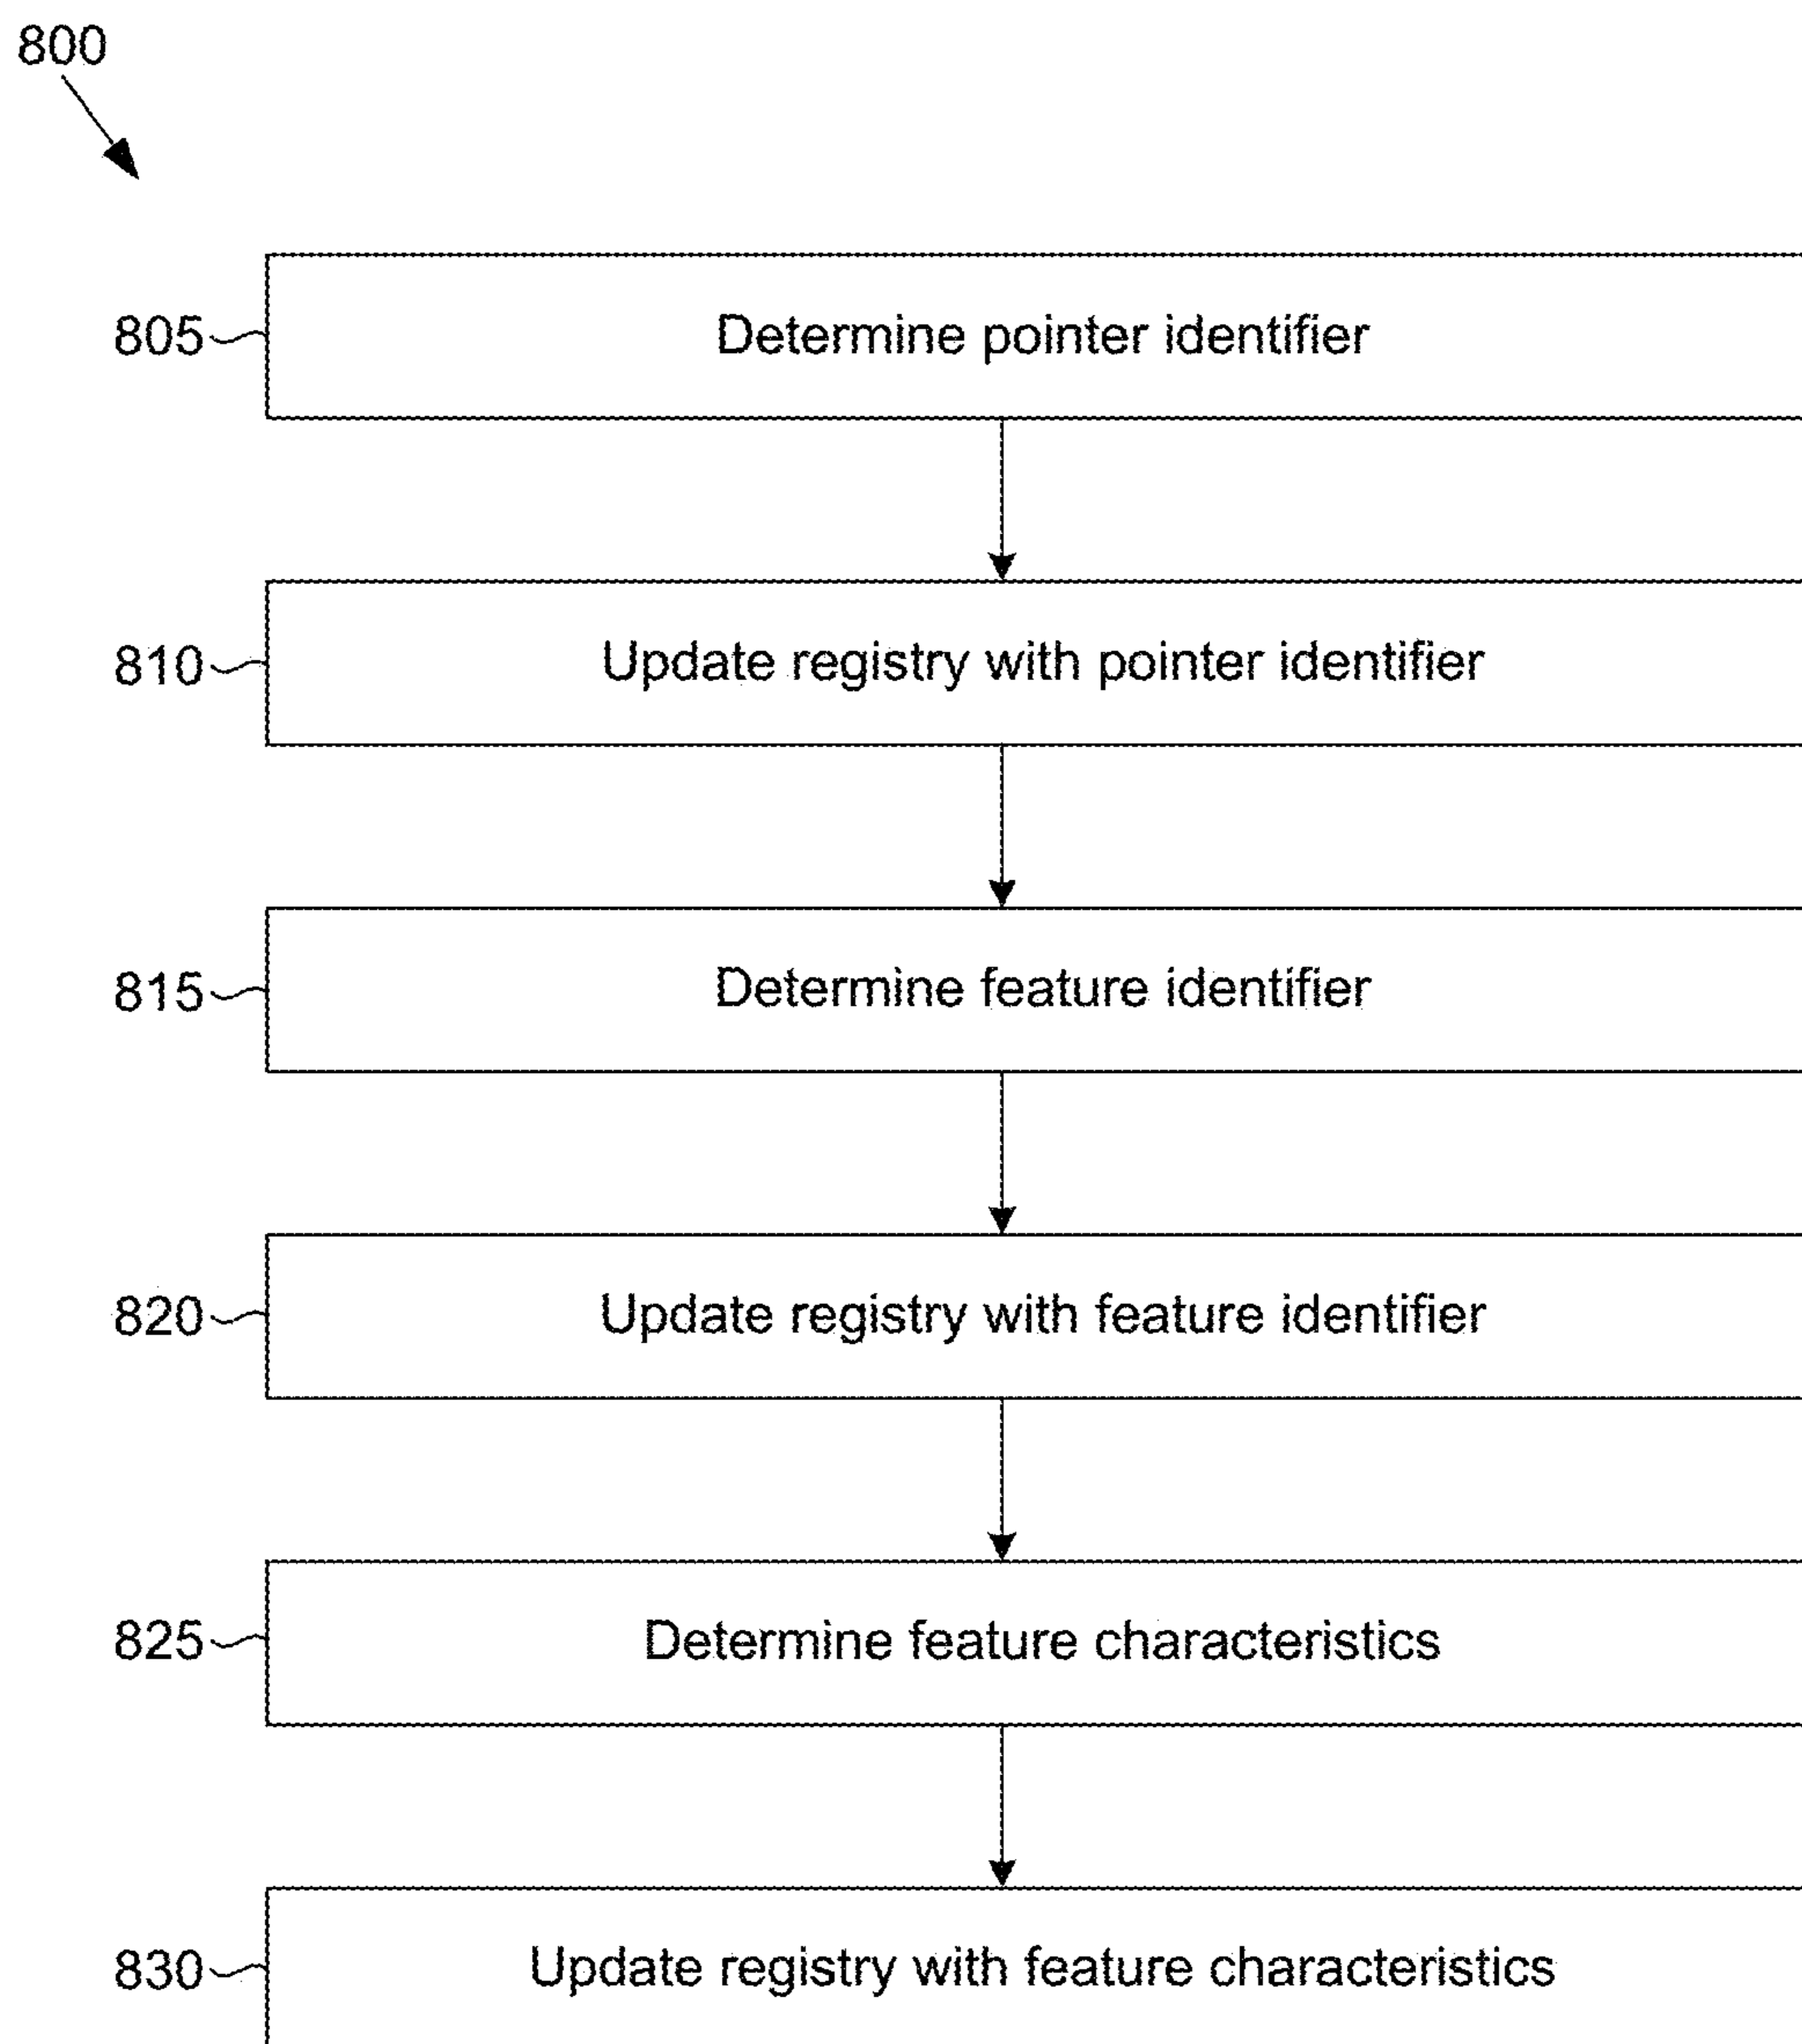 800
805 Determine pointer identifier
810 Update registry with pointer identifier
815 Determine feature identifier
820 Update registry with feature identifier
825 Determine feature characteristics
830 Update registry with feature characteristics